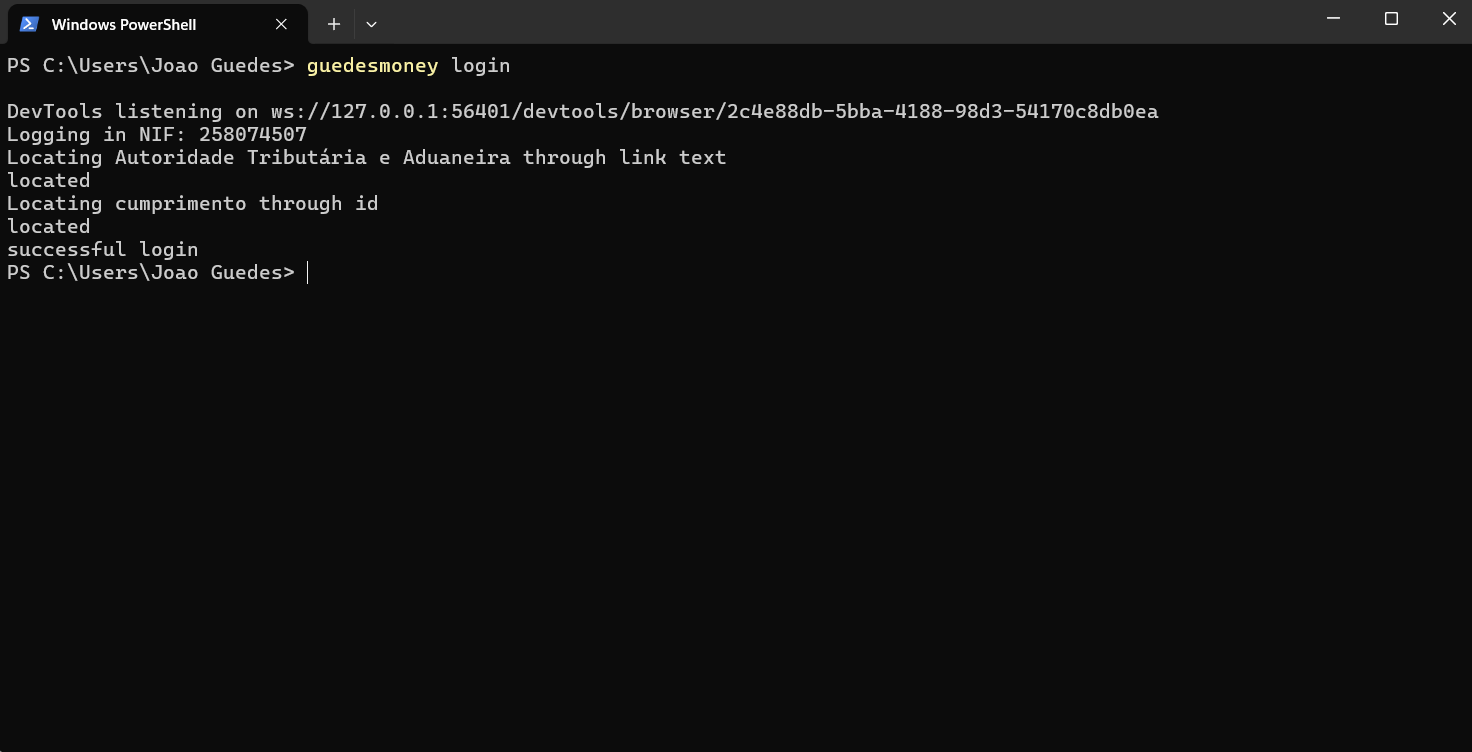 Windows PowerShell
PS C:\Users\Joao Guedes> guedesmoney login
DevTools listening on ws://127.0.0.1:56401/devtools/browser/2c4e88db-5bba-4188-98d3-54170c8db0ea
Logging in NIF: 258074507
Locating Autoridade Tributária e Aduaneira through link text
located
Locating cumprimento through id
located
successful login
PS C:\Users\Joao Guedes>